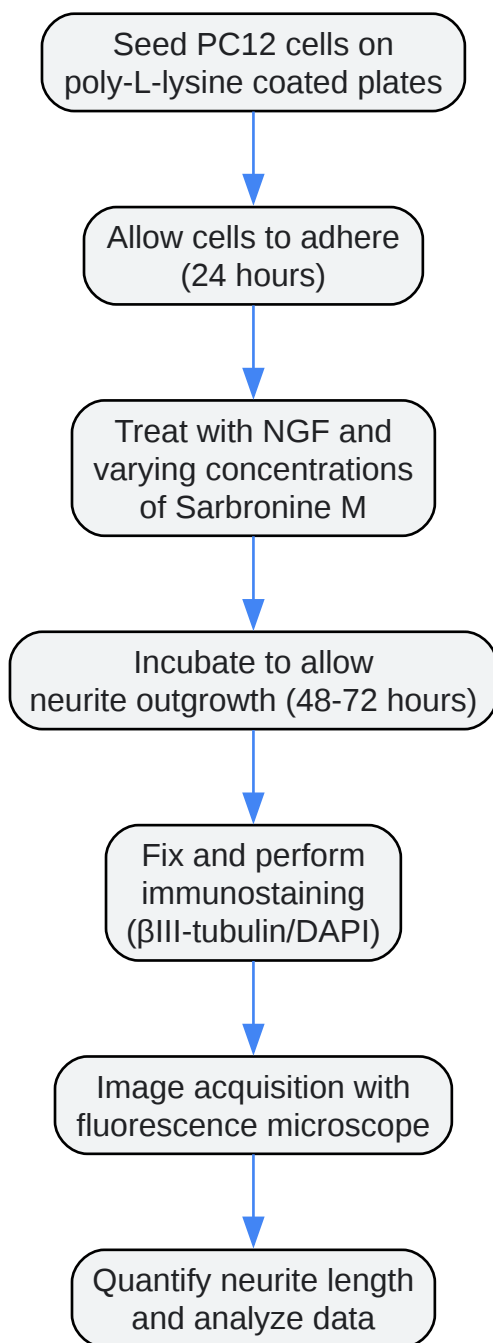 Seed PC12 cells on
poly-L-lysine coated plates
Allow cells to adhere
(24 hours)
Treat with NGF and
varying concentrations
of Sarbronine M
Incubate to allow
neurite outgrowth (48-72 hours)
Fix and perform
immunostaining
(βIII-tubulin/DAPI)
Image acquisition with
fluorescence microscope
Quantify neurite length
and analyze data